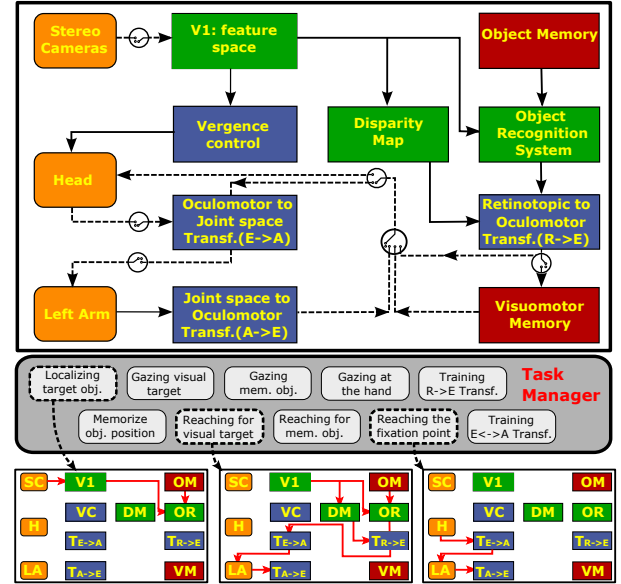 Stereo
Cameras
V1: feature
space
Object Memory
Vergence
control
Disparity
Map
Object
Recognition
System
Head
Oculomotor to
Joint space
Transf.(E->A)
Retinotopic to
Oculomotor
Transf.(R->E)
Left Arm
Joint space to
Oculomotor
Transf.(A->E)
Visuomotor
Memory
Localizing
target obj.
Gazing visual
target
Gazing
mem. obj.
Gazing at
the hand
Training
R->E Transf.
Task
Manager
Memorize
obj. position
Reaching for
visual target
Reaching for
mem. obj.
Reaching the
fixation point
Training
E<->A Transf.
SC V1 OM
VC DM OR
H
TE->A TR->E
LA TA->E VM
SC V1 OM
VC DM OR
H
TE->A TR->E
LA TA->E VM
SC V1 OM
VC DM OR
H
TE->A TR->E
LA TA->E VM